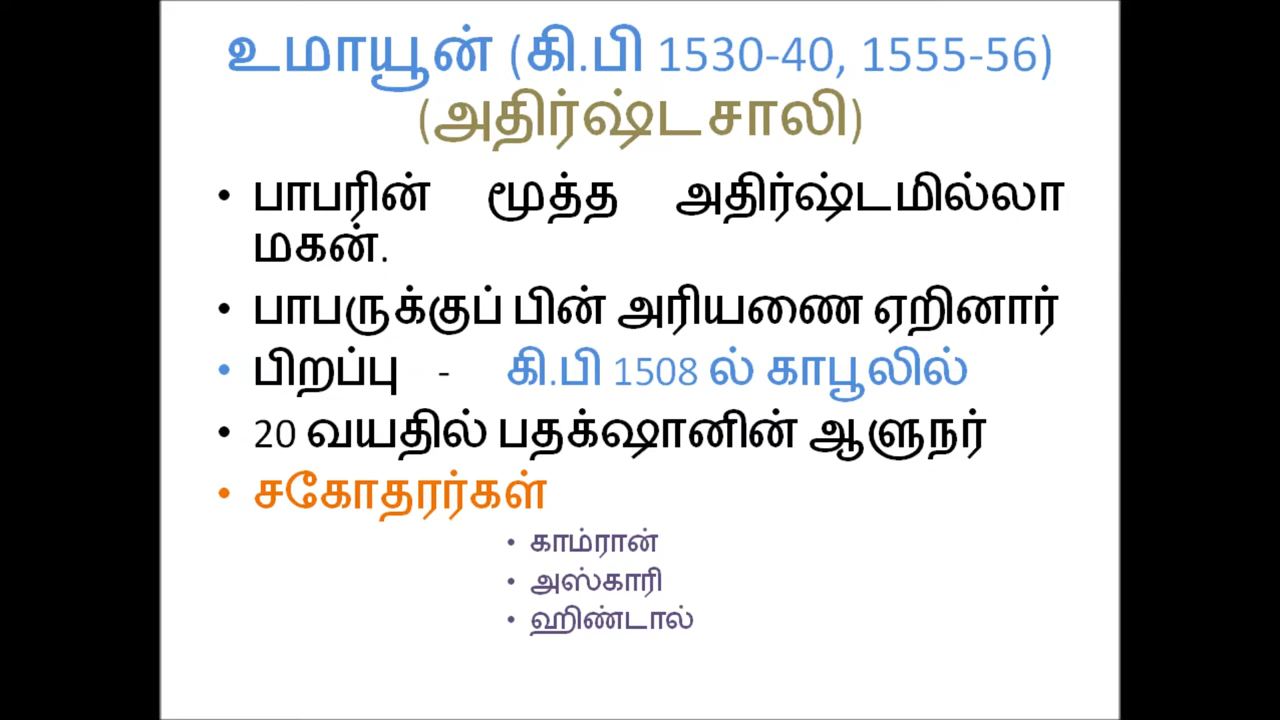 உமாயூன் (கி.பி 1530-40, 1555-56)
(அதிர்ஷ்டசாலி)
• பாபரின் மூத்த அதிர்ஷ்டமில்லா
மகன்.
• பாபருக்குப் பின் அரியணை ஏறினார்
• பிறப்பு - கி.பி 1508 ல் காபூலில்
• 20 வயதில் பதக்‌ஷானின் ஆளுநர்
• சகோதரர்கள்
• காம்ரான்
• அஸ்காரி
• ஹிண்டால்